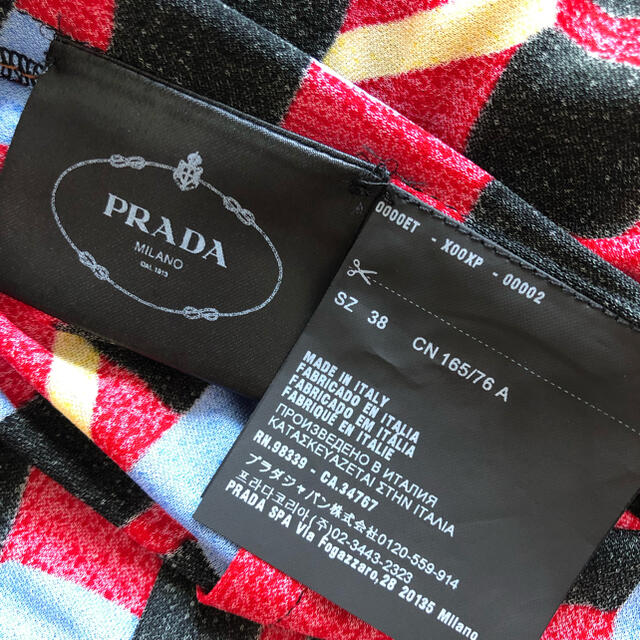 PRADA
MILANO
DAL 1913
0000ET - X00XP - 00002
SZ 38 CN 165/76 A
MADE IN ITALY
FABRICADO EN ITALIA
FABRICADO EM ITÁLIA
FABRIQUE EN ITALIE
ПРОИЗВЕДЕНО В ИТАЛИЯ
ΚΑΤΑΣΚΕΥΑΖΕΤΑΙ ΣΤΗΝ ΙΤΑΛΙΑ
RN.98339 - CA.34767
プラダジャパン株式会社0120-559-914
프라다코리아(주)02-3443-2323
PRADA SPA Via Fogazzaro,28 20135 Milano